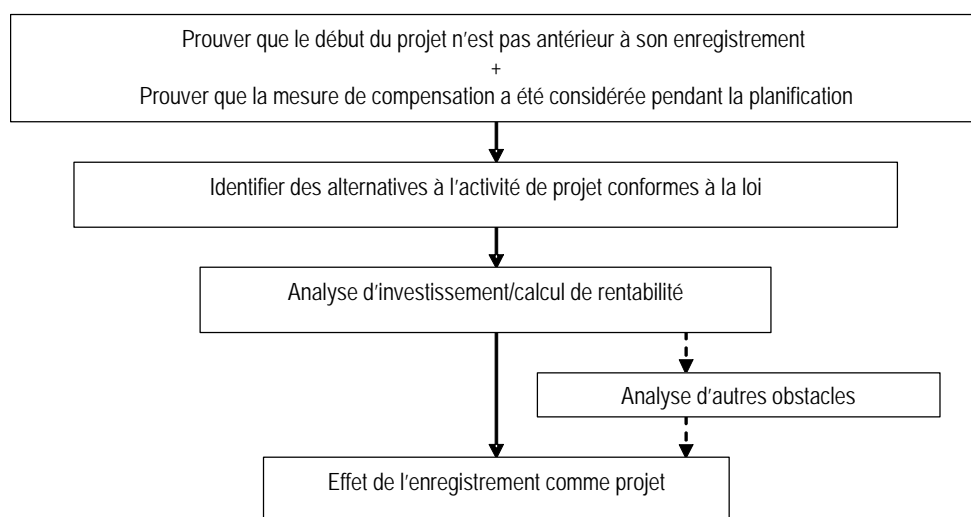 Prouver que le début du projet n'est pas antérieur à son enregistrement
+
Prouver que la mesure de compensation a été considérée pendant la planification
Identifier des alternatives à l'activité de projet conformes à la loi
Analyse d'investissement/calcul de rentabilité
Analyse d'autres obstacles
Effet de l'enregistrement comme projet